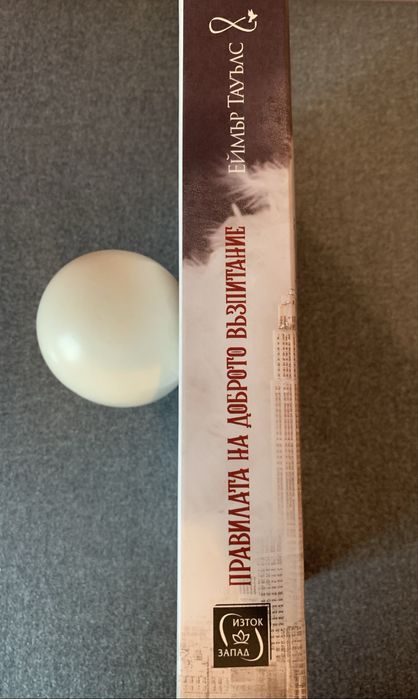 ЕЙМЪР ТАУЪЛС
ПРАВИЛАТА НА ДОБРОТО ВЪЗПИТАНИЕ
ИЗТОК
ЗАПАД